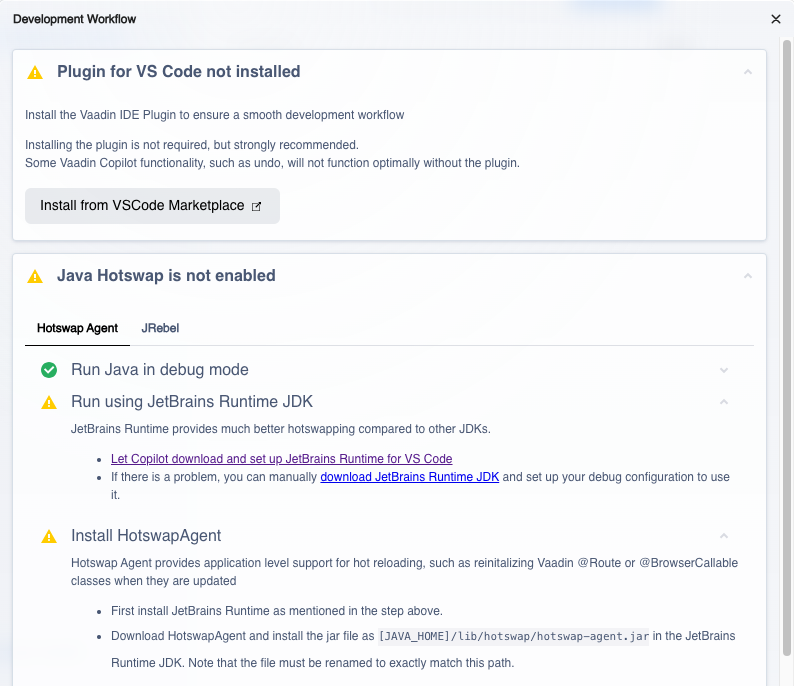 Development Workflow
Plugin for VS Code not installed
Install the Vaadin IDE Plugin to ensure a smooth development workflow
Installing the plugin is not required, but strongly recommended.
Some Vaadin Copilot functionality, such as undo, will not function optimally without the plugin.
Install from VSCode Marketplace
Java Hotswap is not enabled
Hotswap Agent JRebel
Run Java in debug mode
Run using JetBrains Runtime JDK
JetBrains Runtime provides much better hotswapping compared to other JDKs.
• Let Copilot download and set up JetBrains Runtime for VS Code
• If there is a problem, you can manually download JetBrains Runtime JDK and set up your debug configuration to use
it.
Install HotswapAgent
Hotswap Agent provides application level support for hot reloading, such as reinitalizing Vaadin @Route or @BrowserCallable
classes when they are updated
• First install JetBrains Runtime as mentioned in the step above.
• Download HotswapAgent and install the jar file as [JAVA_HOME]/lib/hotswap/hotswap-agent.jar in the JetBrains
Runtime JDK. Note that the file must be renamed to exactly match this path.